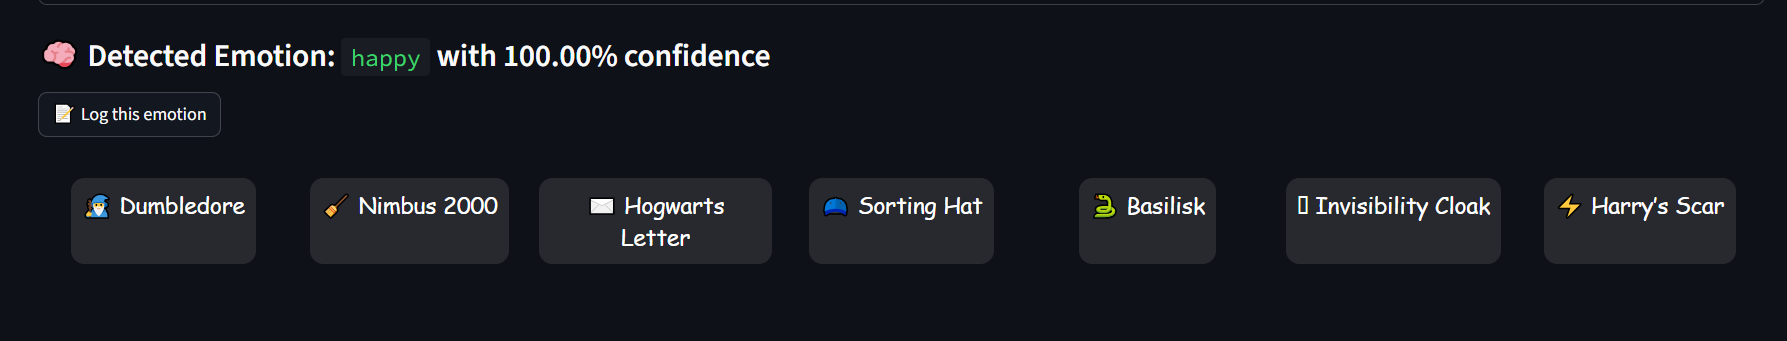 🧠 Detected Emotion: happy with 100.00% confidence
📝 Log this emotion
🧙‍♂️ Dumbledore
🧹 Nimbus 2000
✉️ Hogwarts
Letter
🧢 Sorting Hat
🐍 Basilisk
▯ Invisibility Cloak
⚡ Harry’s Scar